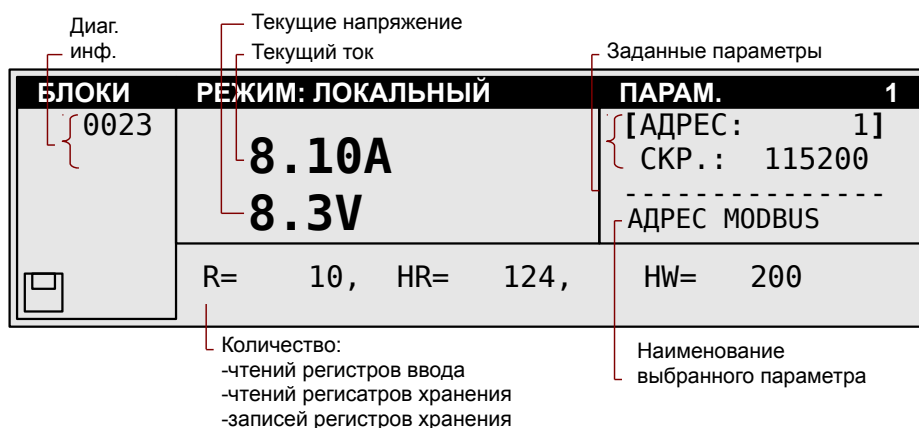 Диаг.
инф.
Текущие напряжение
Текущий ток
Заданные параметры
БЛОКИ РЕЖИМ: ЛОКАЛЬНЫЙ ПАРАМ. 1
0023
8.10A
8.3V
[АДРЕС: 1]
СКР.: 115200
----------------
АДРЕС MODBUS
R= 10, HR= 124, HW= 200
Количество:
-чтений регистров ввода
-чтений регисатров хранения
-записей регистров хранения
Наименование
выбранного параметра